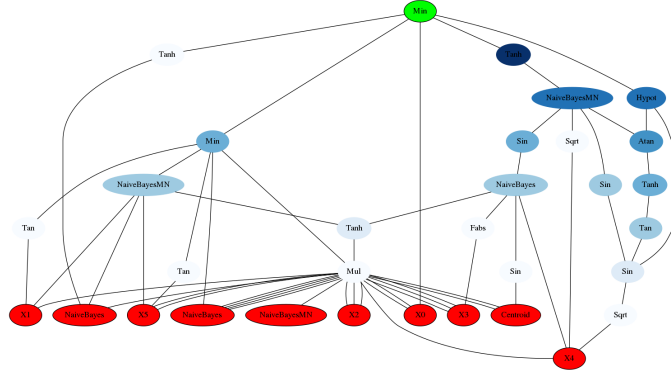 Min
Tanh Tanh
NaiveBayesMN Hypot
Min Sin Sqrt Atan
NaiveBayesMN NaiveBayes Sin Tanh
Tan Tanh Fabs Tan
Tan Mul Sin Sin
X1 NaiveBayes X5 NaiveBayes NaiveBayesMN X2 X0 X3 Centroid Sqrt
X4